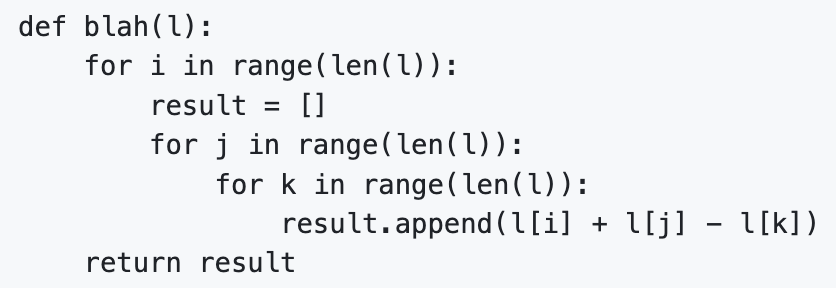 def blah(l):
    for i in range(len(l)):
        result = []
        for j in range(len(l)):
            for k in range(len(l)):
                result.append(l[i] + l[j] - l[k])
    return result